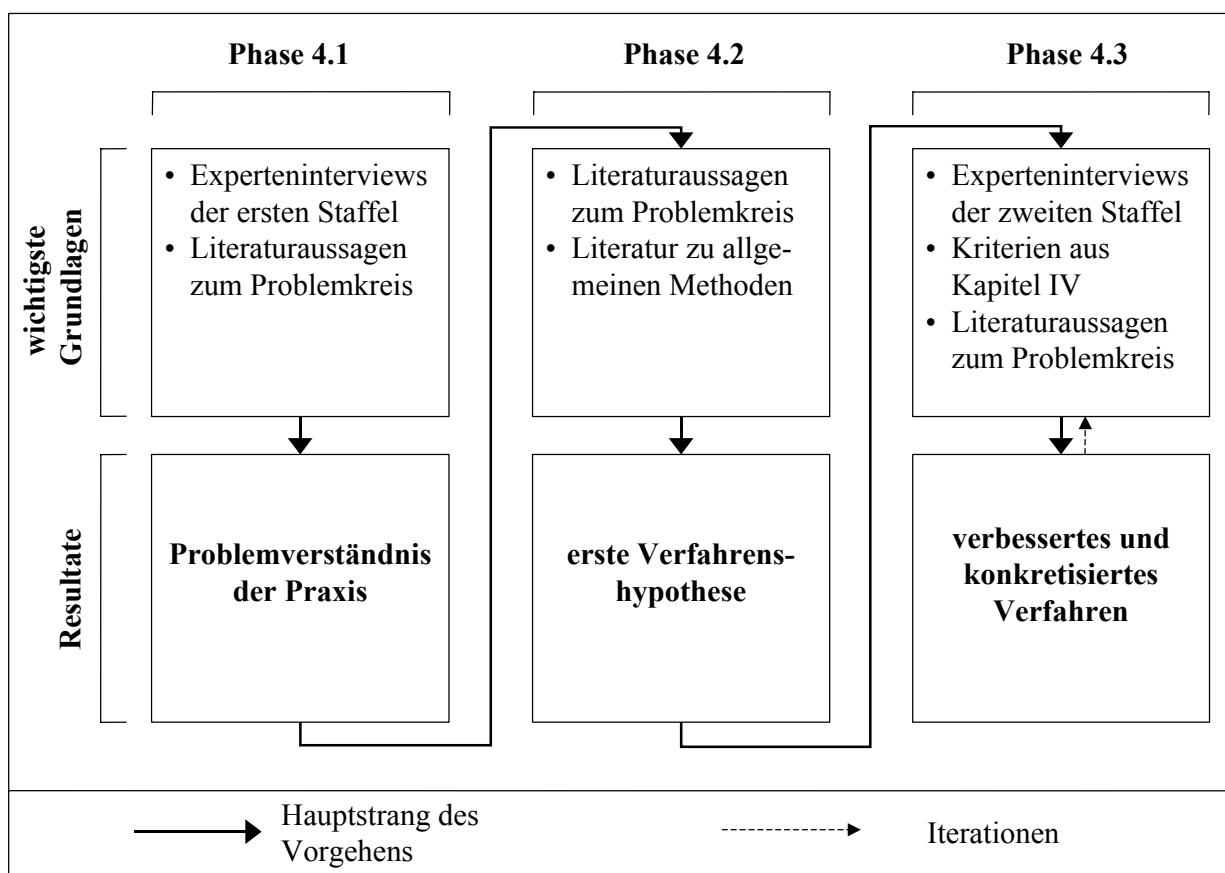 Phase 4.1
Phase 4.2
Phase 4.3
wichtigste
Grundlagen
• Experteninterviews
der ersten Staffel
• Literaturaussagen
zum Problemkreis
• Literaturaussagen
zum Problemkreis
• Literatur zu allge-
meinen Methoden
• Experteninterviews
der zweiten Staffel
• Kriterien aus
Kapitel IV
• Literaturaussagen
zum Problemkreis
Resultate
Problemverständnis
der Praxis
erste Verfahrens-
hypothese
verbessertes und
konkretisiertes
Verfahren
Hauptstrang des
Vorgehens
Iterationen